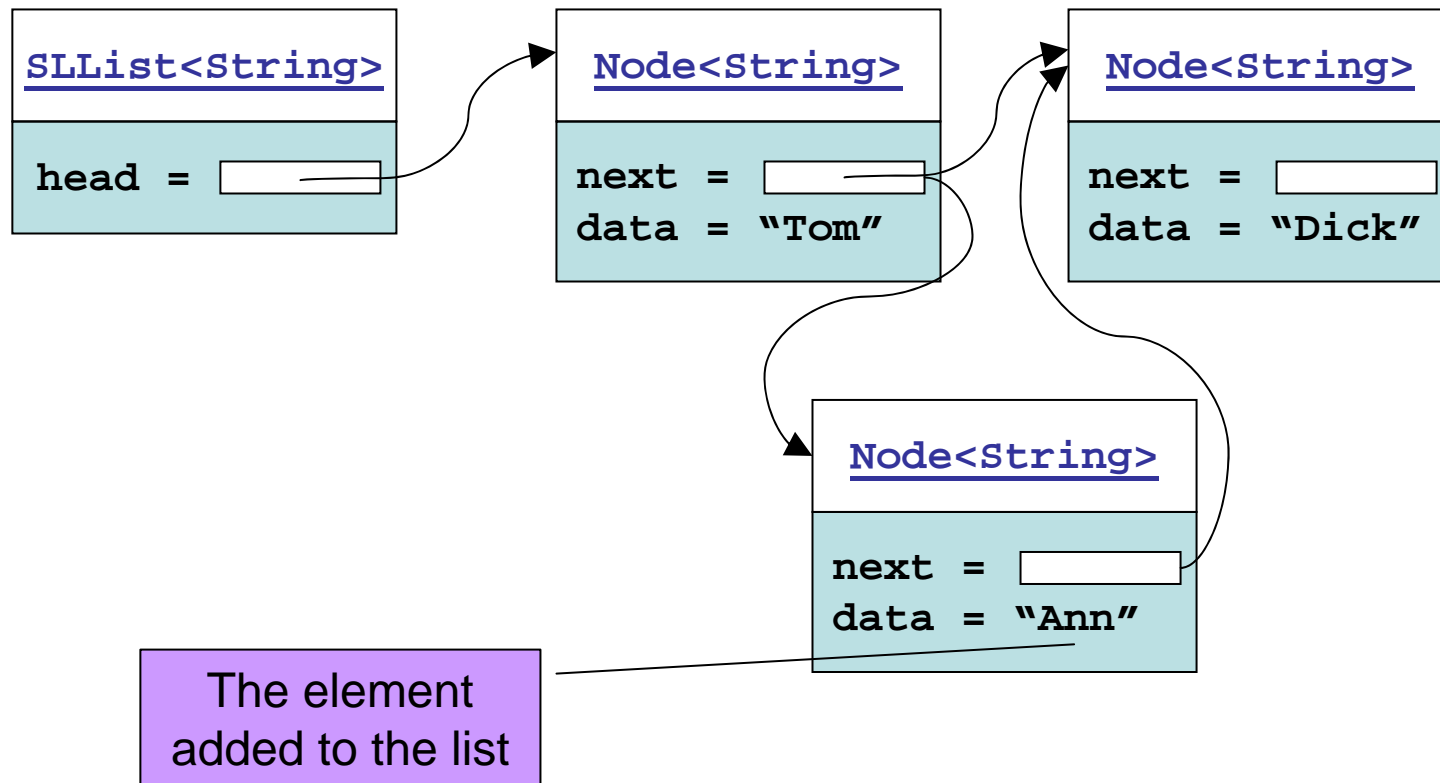 SLList<String>
head =
Node<String>
next =
data = “Tom”
Node<String>
next =
data = “Dick”
Node<String>
next =
data = “Ann”
The element
added to the list